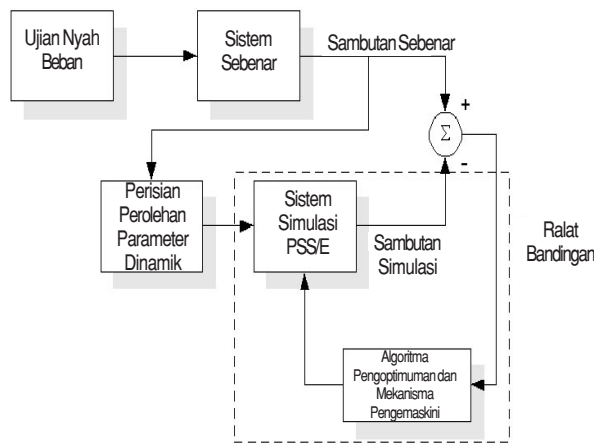 Ujian Nyah
Beban
Sistem
Sebenar
Sambutan Sebenar
+
Σ
-
Perisian
Perolehan
Parameter
Dinamik
Sistem
Simulasi
PSS/E
Sambutan
Simulasi
Ralat
Bandingan
Algoritma
Pengoptimuman dan
Mekanisma
Pengemaskini